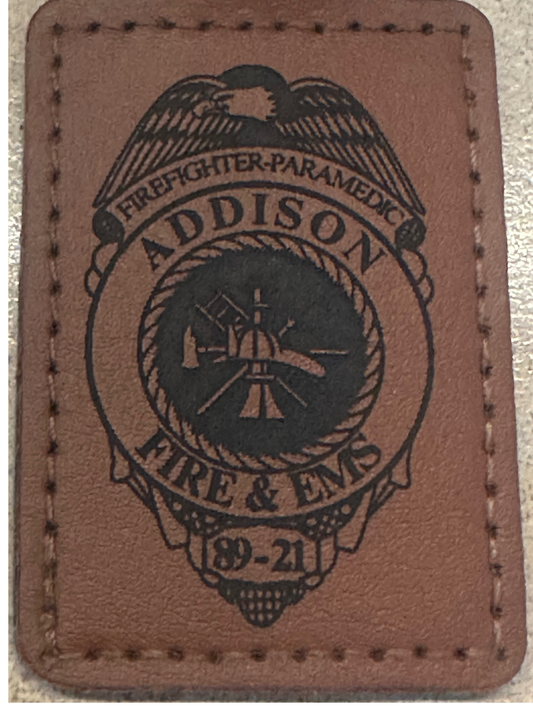 FIREFIGHTER-PARAMEDIC
ADDISON
FIRE & EMS
89-21